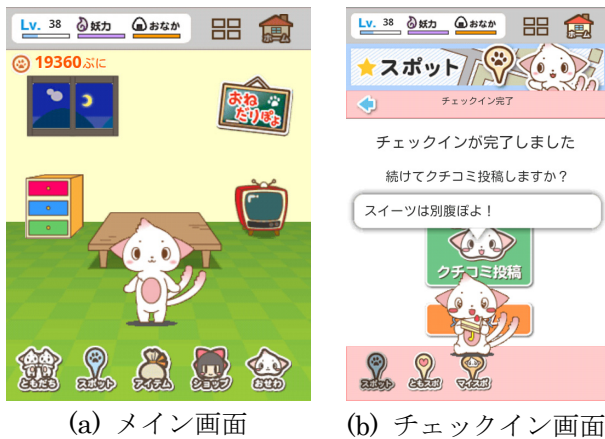 Lv. 38 妖力 おなか ホーム
19360ぷに
おね
だりぽよ
ともだち スポット アイテム ショップ おせわ
(a) メイン画面
Lv. 38 妖力 おなか ホーム
スポット
チェックイン完了
チェックインが完了しました
続けてクチコミ投稿しますか？
スイーツは別腹ぽよ！
クチコミ投稿
スポット ともスポ マイスポ
(b) チェックイン画面